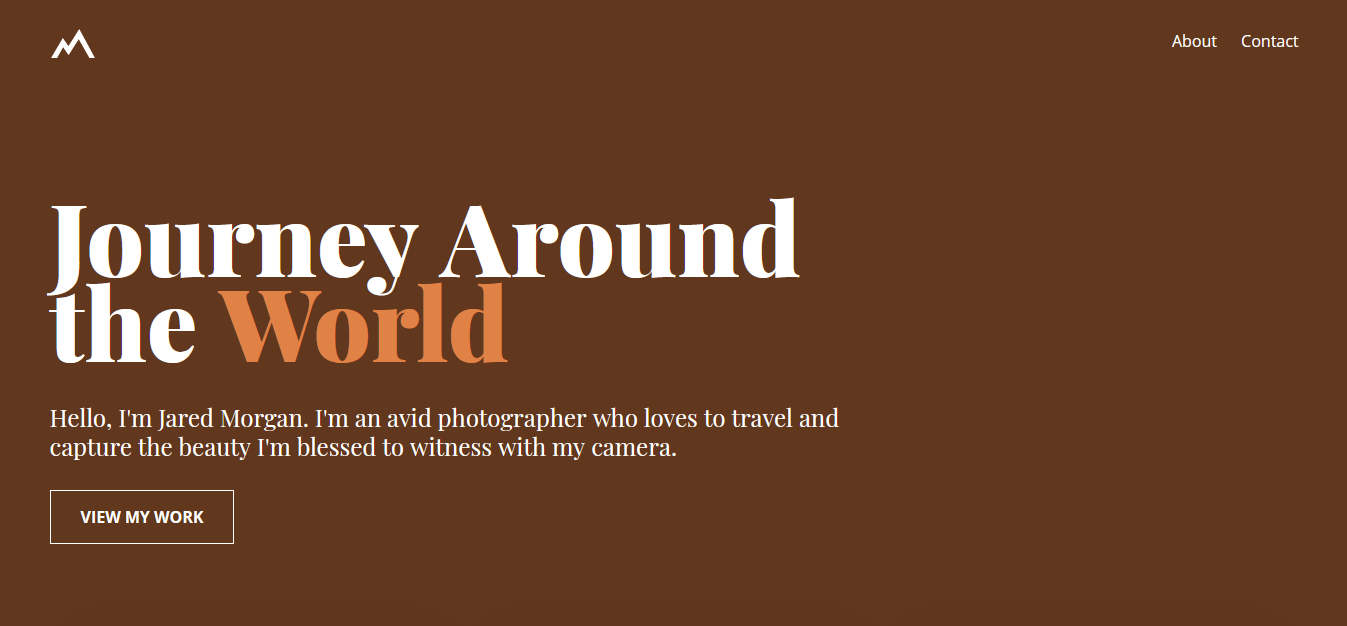 About Contact
Journey Around
the World
Hello, I'm Jared Morgan. I'm an avid photographer who loves to travel and
capture the beauty I'm blessed to witness with my camera.
VIEW MY WORK